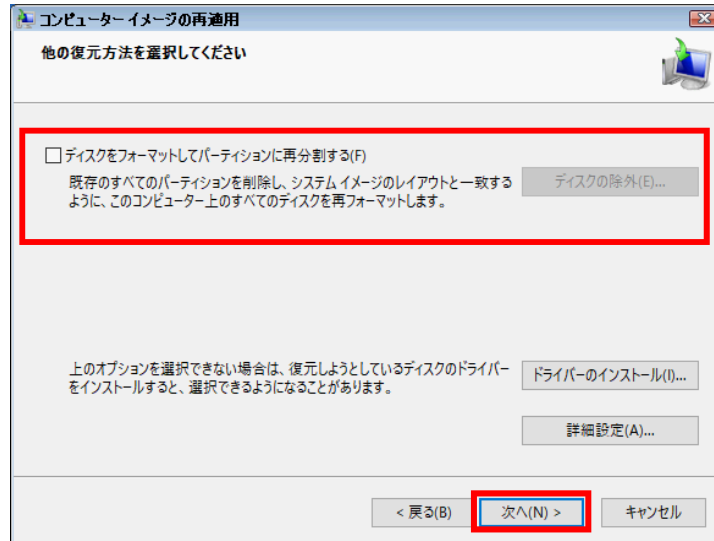 コンピューター イメージの再適用
他の復元方法を選択してください
ディスクをフォーマットしてパーティションに再分割する(F)
既存のすべてのパーティションを削除し、システム イメージのレイアウトと一致する
ように、このコンピューター上のすべてのディスクを再フォーマットします。
ディスクの除外(E)...
上のオプションを選択できない場合は、復元しようとしているディスクのドライバー
をインストールすると、選択できるようになることがあります。
ドライバーのインストール(I)...
詳細設定(A)...
< 戻る(B)
次へ(N) >
キャンセル